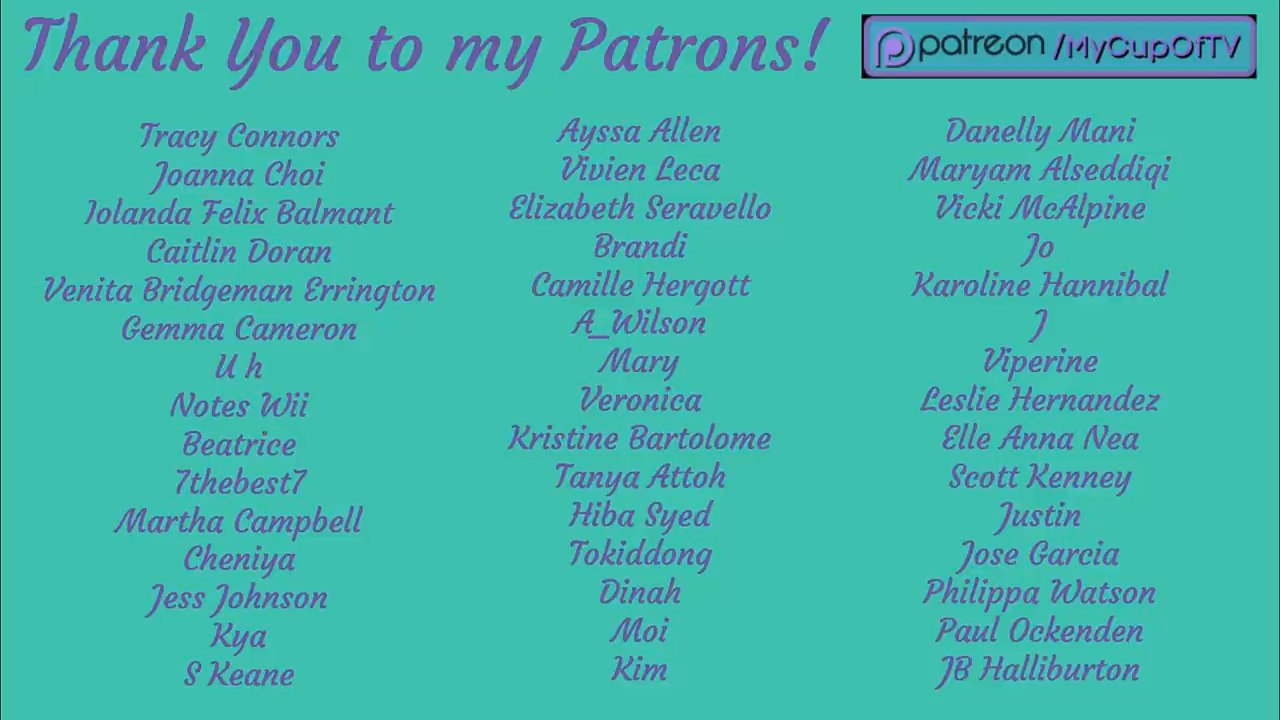 Thank You to my Patrons!
patreon /MyCupOfTV
Tracy Connors
Joanna Choi
Iolanda Felix Balmant
Caitlin Doran
Venita Bridgeman Errington
Gemma Cameron
U h
Notes Wii
Beatrice
7thebest7
Martha Campbell
Cheniya
Jess Johnson
Kya
S Keane
Ayssa Allen
Vivien Leca
Elizabeth Seravello
Brandi
Camille Hergott
A_Wilson
Mary
Veronica
Kristine Bartolome
Tanya Attoh
Hiba Syed
Tokiddong
Dinah
Moi
Kim
Danelly Mani
Maryam Alseddiqi
Vicki McAlpine
Jo
Karoline Hannibal
J
Viperine
Leslie Hernandez
Elle Anna Nea
Scott Kenney
Justin
Jose Garcia
Philippa Watson
Paul Ockenden
JB Halliburton